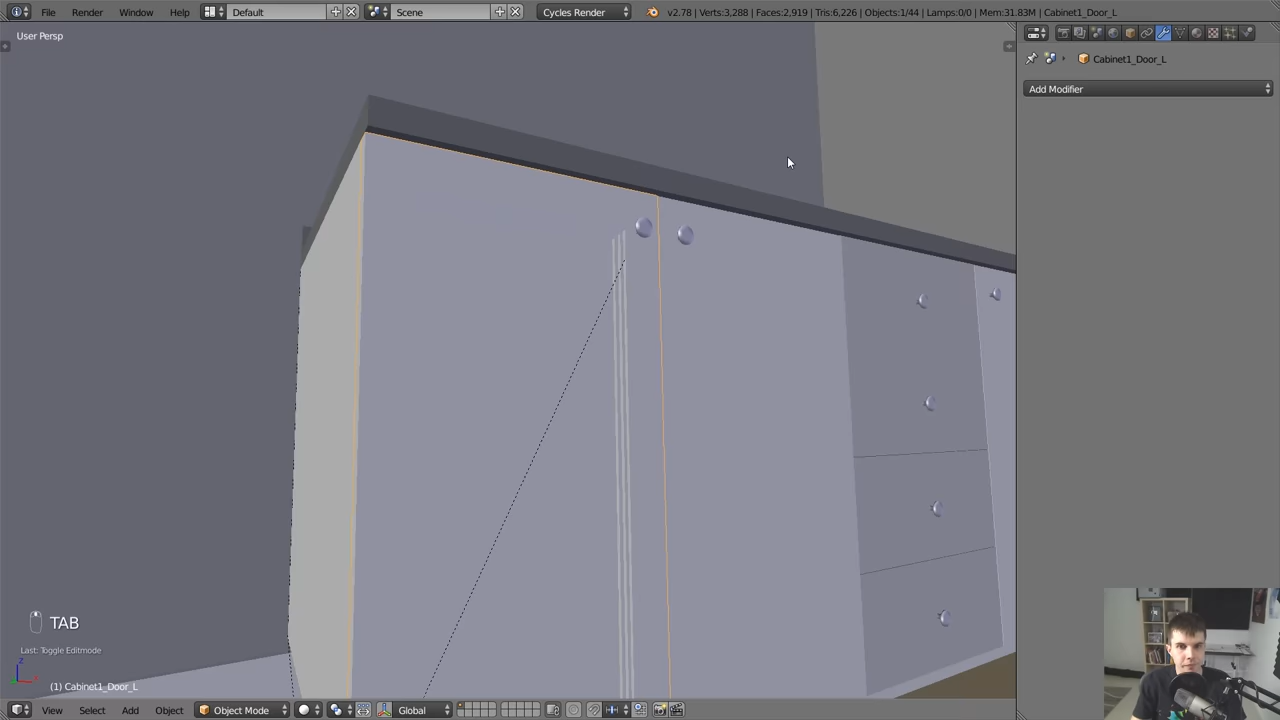 File Render Window Help Default Scene Cycles Render v2.78 | Verts:3,288 | Faces:2,919 | Tris:6,226 | Objects:1/44 | Lamps:0/0 | Mem:31.83M | Cabinet1_Door_L
User Persp
Cabinet1_Door_L
Add Modifier
TAB
Last: Toggle Editmode
z
(1) Cabinet1_Door_L
View Select Add Object Object Mode Global